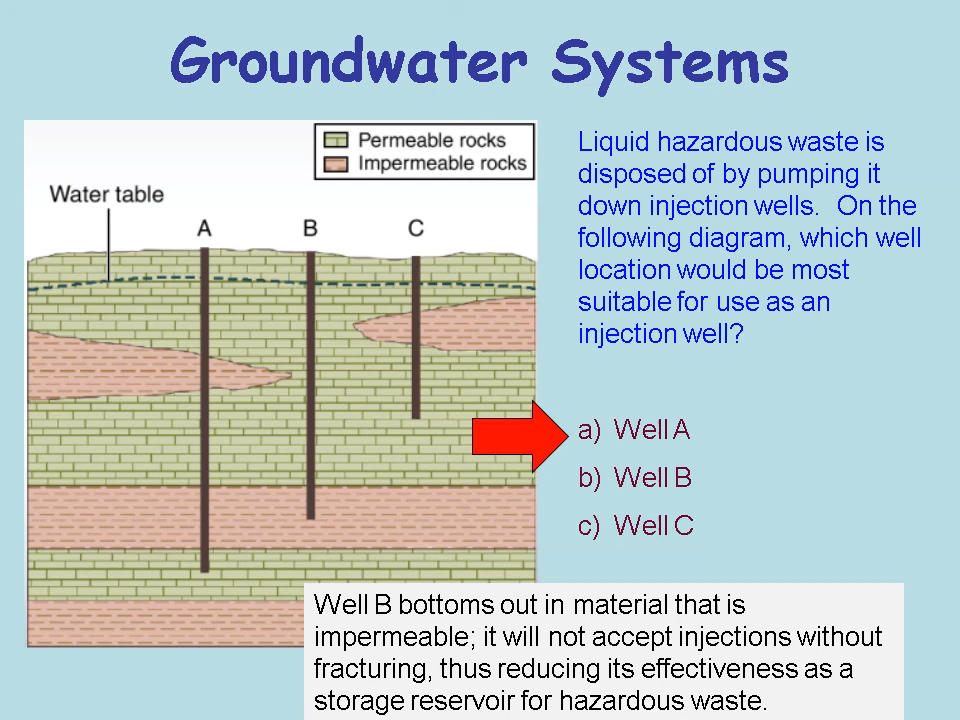 Groundwater Systems
Permeable rocks
Impermeable rocks
Water table
A
B
C
Liquid hazardous waste is
disposed of by pumping it
down injection wells.  On the
following diagram, which well
location would be most
suitable for use as an
injection well?
a) Well A
b) Well B
c) Well C
Well B bottoms out in material that is
impermeable; it will not accept injections without
fracturing, thus reducing its effectiveness as a
storage reservoir for hazardous waste.